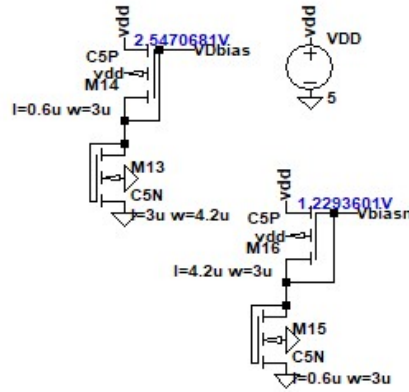 vdd
vdd
2.5470681V
VDbias
VDD
C5P
vdd
M14
l=0.6u w=3u
5
M13
C5N
l=3u w=4.2u
vdd
1.2293601V
Vbiasn
C5P
vdd
M16
l=4.2u w=3u
M15
C5N
l=0.6u w=3u